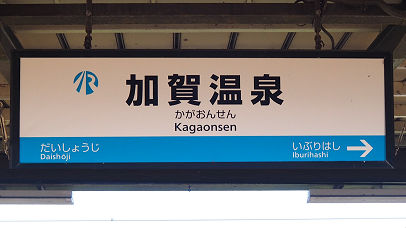 加賀温泉
かがおんせん
Kagaonsen
だいしょうじ
Daishoji
いぶりはし
Iburihashi